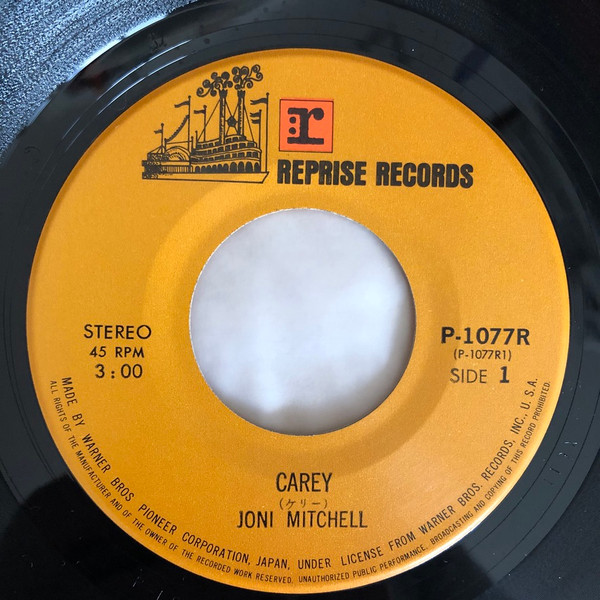 r
REPRISE RECORDS
STEREO
45 RPM
3:00
P-1077R
(P-1077R1)
SIDE 1
CAREY
(ケリー)
JONI MITCHELL
MADE BY WARNER BROS. PIONEER CORPORATION, JAPAN, UNDER LICENSE FROM WARNER BROS. RECORDS, INC., U.S.A.
ALL RIGHTS OF THE MANUFACTURER AND OF THE OWNER OF THE RECORDED WORK RESERVED. UNAUTHORIZED PUBLIC PERFORMANCE, BROADCASTING AND COPYING OF THIS RECORD PROHIBITED.